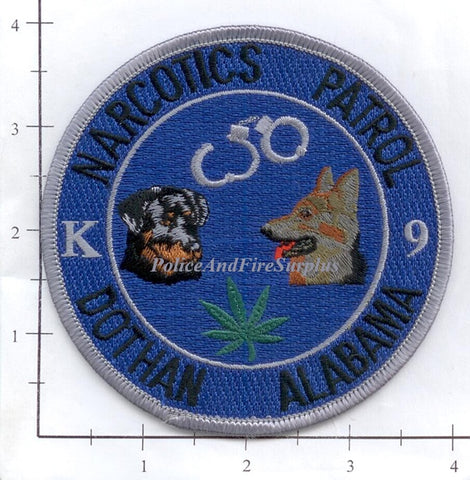 NARCOTICS PATROL
K 9
PoliceAndFireSurplus
DOTHAN ALABAMA
4
3
2
1
1 2 3 4